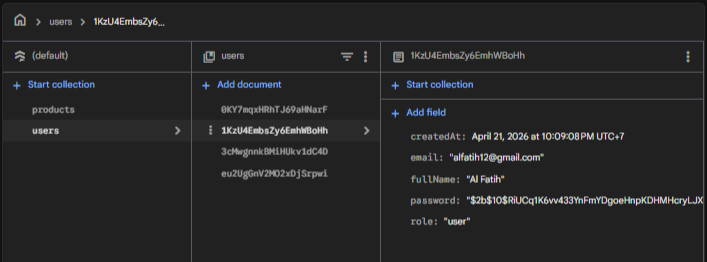 users
1KzU4EmbsZy6…
(default)
users
1KzU4EmbsZy6EmhWBoHh
+ Start collection
+ Add document
+ Start collection
products
users
0KY7mqxHRhTJ69aHNarF
1KzU4EmbsZy6EmhWBoHh
3cMwgnnkBMiHUkv1dC4D
eu2UgGnV2MO2xDjSrpwi
+ Add field
createdAt: April 21, 2026 at 10:09:08 PM UTC+7
email: "alfatih12@gmail.com"
fullName: "Al Fatih"
password: "$2b$10$RiUCq1K6vv433YnFmYDgoeHnpKDHMHcryLJX
role: "user"